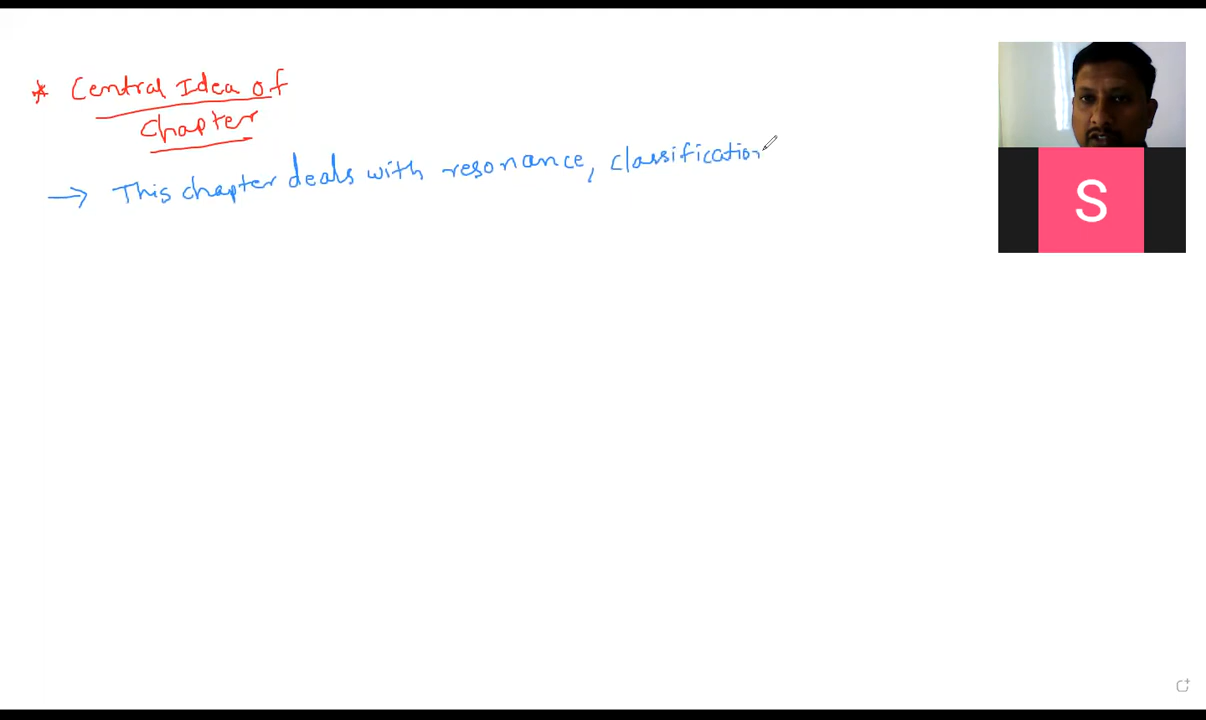 * Central Idea of
Chapter
→ This chapter deals with resonance, classification
S